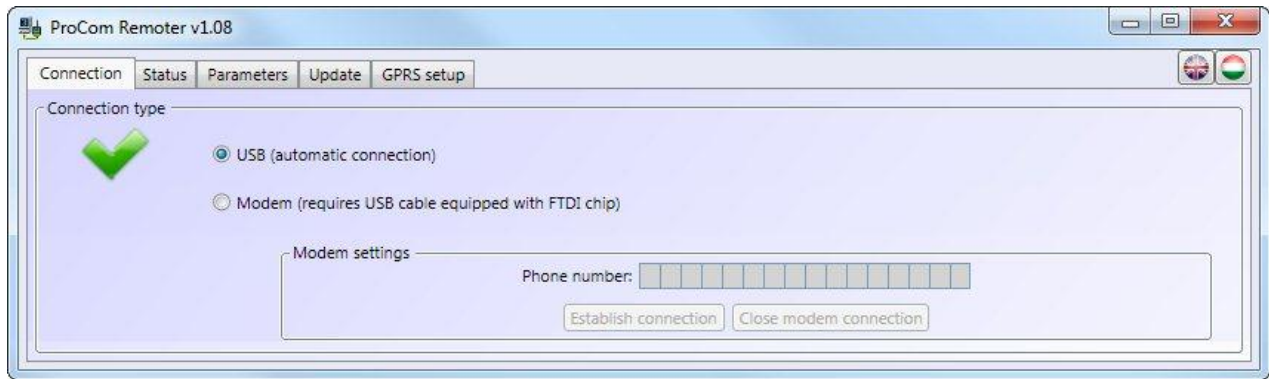 ProCom Remoter v1.08
Connection Status Parameters Update GPRS setup
Connection type
USB (automatic connection)
Modem (requires USB cable equipped with FTDI chip)
Modem settings
Phone number:
Establish connection Close modem connection